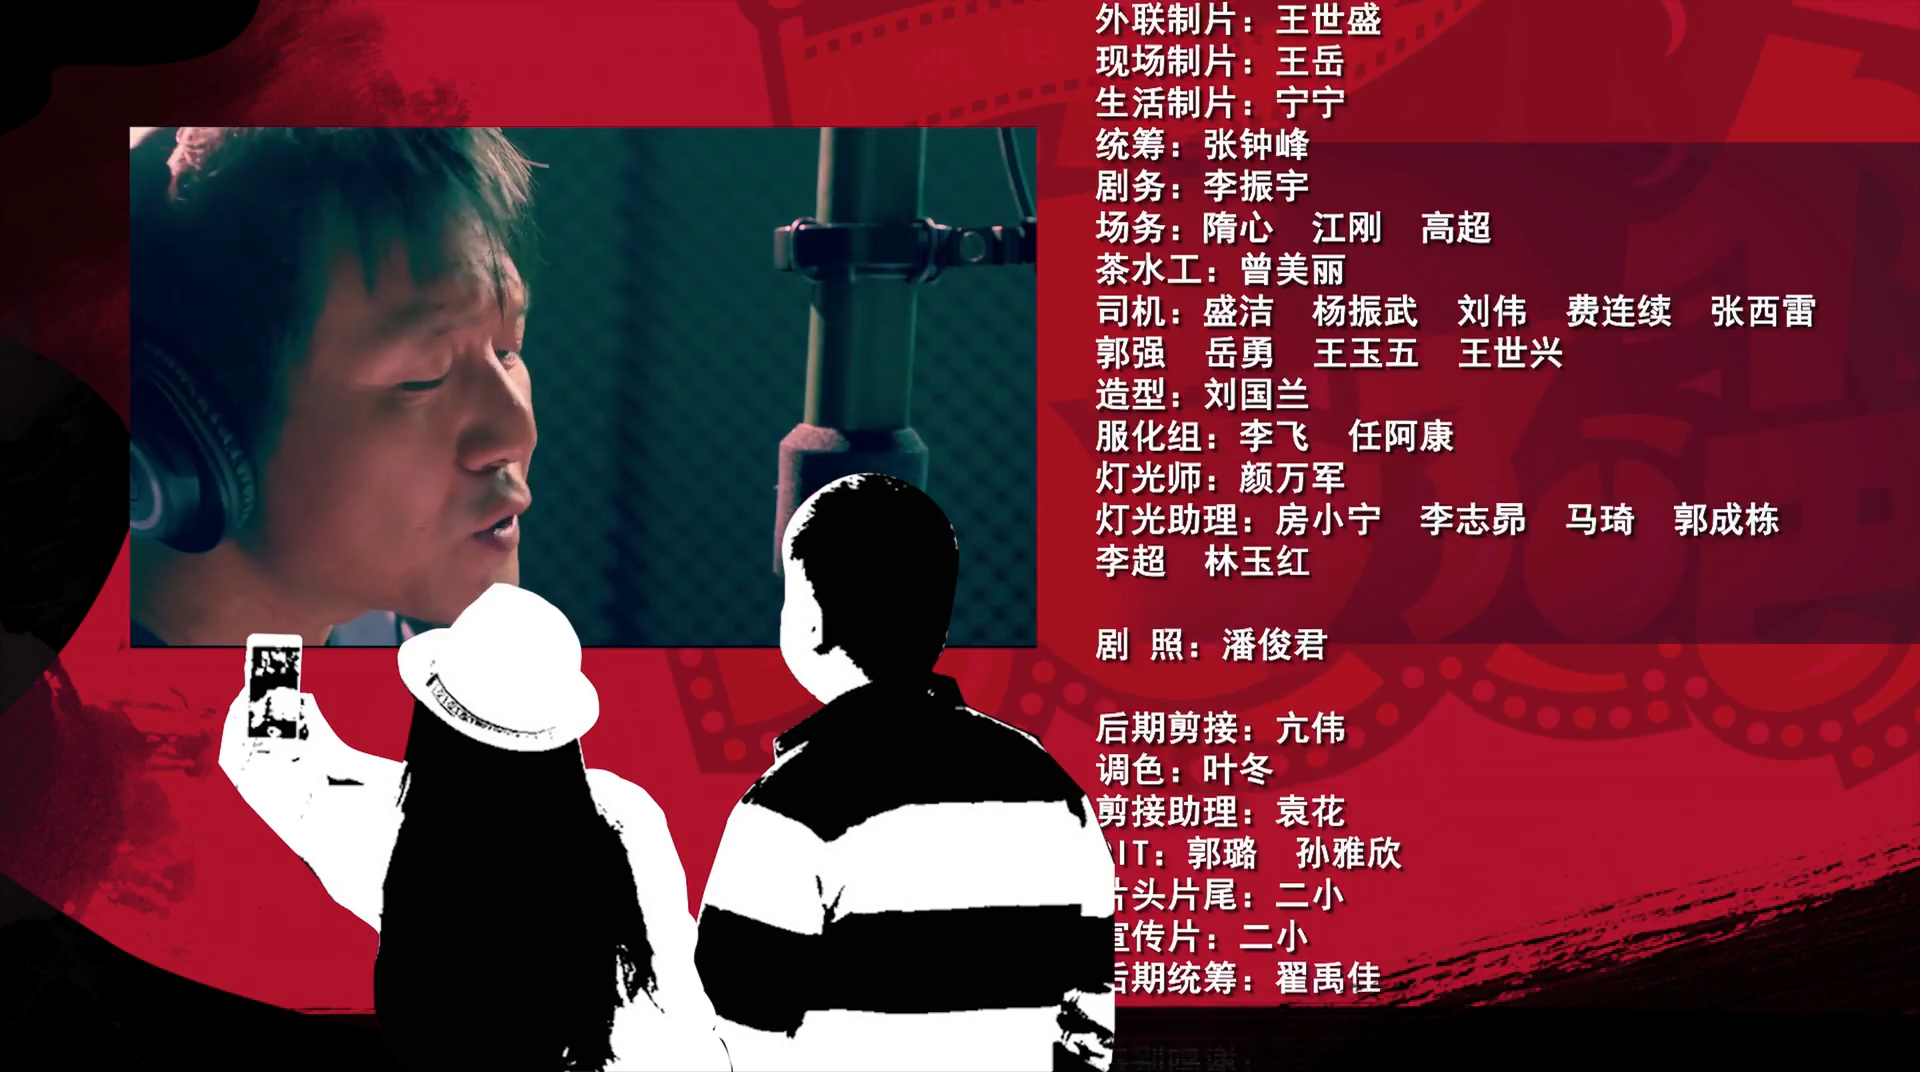 外联制片：王世盛
现场制片：王岳
生活制片：宁宁
统筹：张钟峰
剧务：李振宇
场务：隋心　江刚　高超
茶水工：曾美丽
司机：盛洁　杨振武　刘伟　费连续　张西雷
郭强　岳勇　王玉五　王世兴
造型：刘国兰
服化组：李飞　任阿康
灯光师：颜万军
灯光助理：房小宁　李志昴　马琦　郭成栋
李超　林玉红
剧 照：潘俊君
后期剪接：亢伟
调色：叶冬
剪接助理：袁花
IT：郭璐　孙雅欣
片头片尾：二小
宣传片：二小
后期统筹：翟禹佳